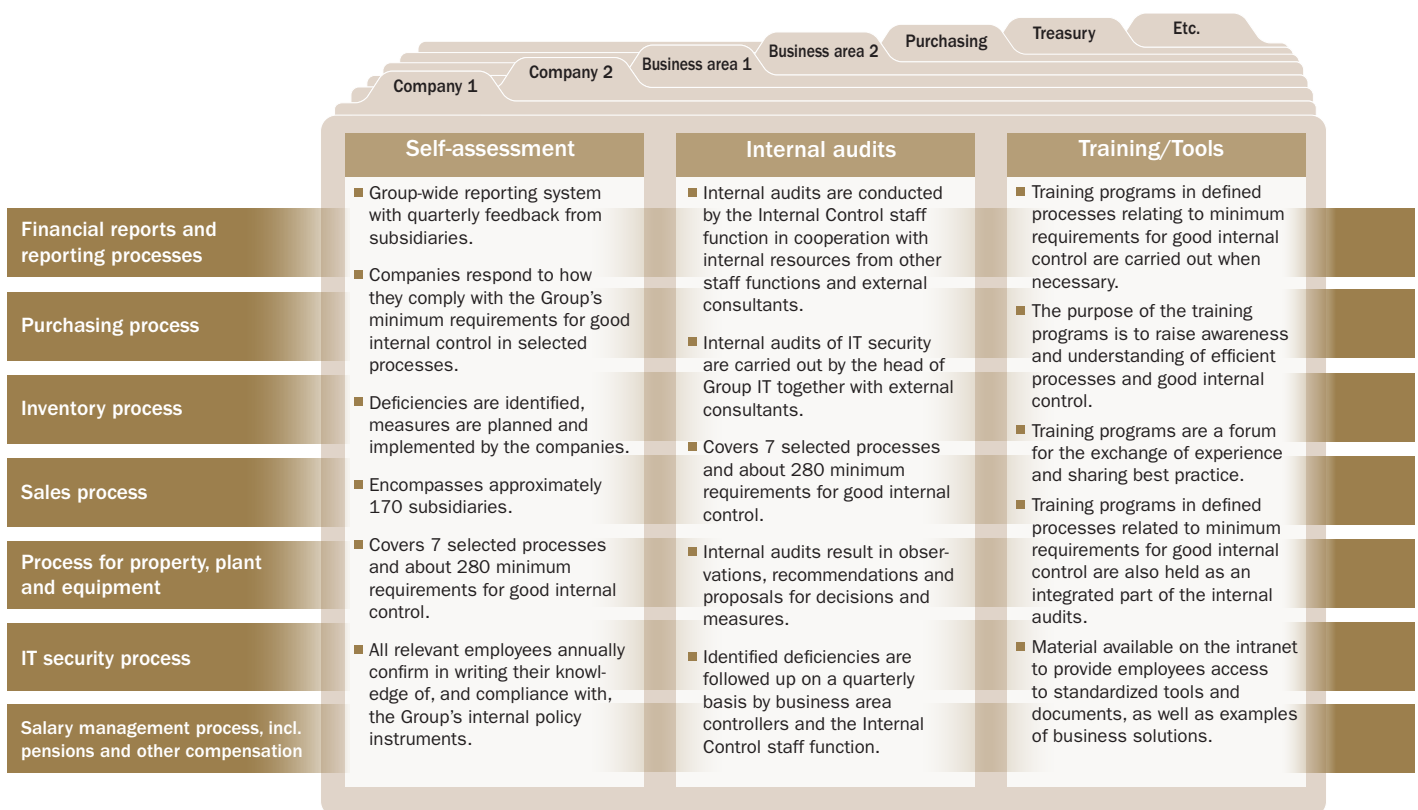 Company 1
Company 2
Business area 1
Business area 2
Purchasing
Treasury
Etc.
Financial reports and
reporting processes
Purchasing process
Inventory process
Sales process
Process for property, plant
and equipment
IT security process
Salary management process, incl.
pensions and other compensation
Self-assessment
Group-wide reporting system
with quarterly feedback from
subsidiaries.
Companies respond to how
they comply with the Group’s
minimum requirements for good
internal control in selected
processes.
Deficiencies are identified,
measures are planned and
implemented by the companies.
Encompasses approximately
170 subsidiaries.
Covers 7 selected processes
and about 280 minimum
requirements for good internal
control.
All relevant employees annually
confirm in writing their knowl-
edge of, and compliance with,
the Group’s internal policy
instruments.
Internal audits
Internal audits are conducted
by the Internal Control staff
function in cooperation with
internal resources from other
staff functions and external
consultants.
Internal audits of IT security
are carried out by the head of
Group IT together with external
consultants.
Covers 7 selected processes
and about 280 minimum
requirements for good internal
control.
Internal audits result in obser-
vations, recommendations and
proposals for decisions and
measures.
Identified deficiencies are
followed up on a quarterly
basis by business area
controllers and the Internal
Control staff function.
Training/Tools
Training programs in defined
processes relating to minimum
requirements for good internal
control are carried out when
necessary.
The purpose of the training
programs is to raise awareness
and understanding of efficient
processes and good internal
control.
Training programs are a forum
for the exchange of experience
and sharing best practice.
Training programs in defined
processes related to minimum
requirements for good internal
control are also held as an
integrated part of the internal
audits.
Material available on the intranet
to provide employees access
to standardized tools and
documents, as well as examples
of business solutions.